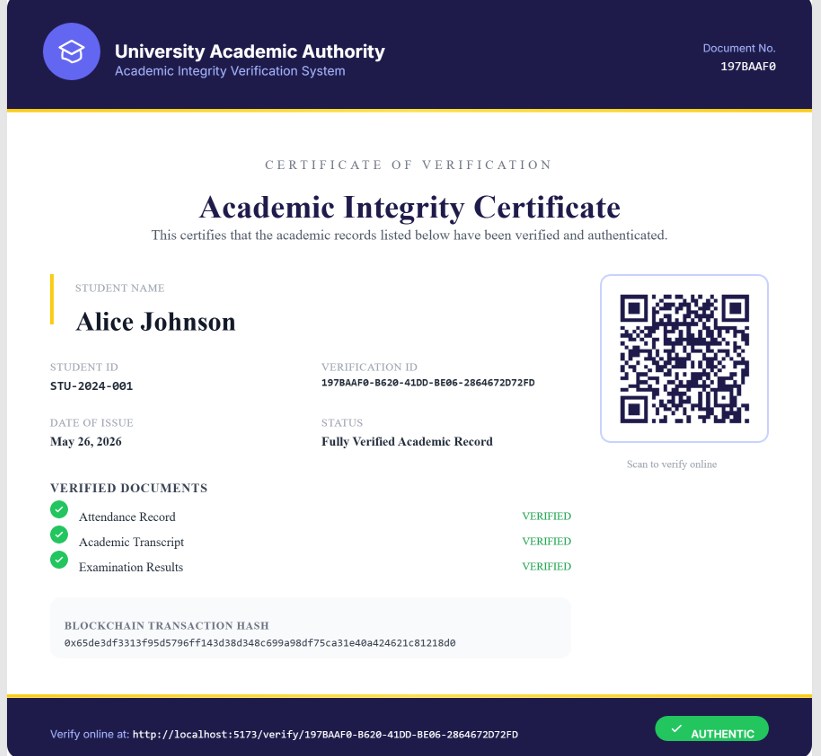 University Academic Authority
Academic Integrity Verification System
Document No.
197BAAF0
CERTIFICATE OF VERIFICATION
Academic Integrity Certificate
This certifies that the academic records listed below have been verified and authenticated.
STUDENT NAME
Alice Johnson
STUDENT ID
STU-2024-001
VERIFICATION ID
197BAAF0-B620-41DD-BE06-2864672D72FD
DATE OF ISSUE
May 26, 2026
STATUS
Fully Verified Academic Record
Scan to verify online
VERIFIED DOCUMENTS
Attendance Record VERIFIED
Academic Transcript VERIFIED
Examination Results VERIFIED
BLOCKCHAIN TRANSACTION HASH
0x65de3df3313f95d5796ff143d38d348c699a98df75ca31e40a424621c81218d0
Verify online at: http://localhost:5173/verify/197BAAF0-B620-41DD-BE06-2864672D72FD
AUTHENTIC